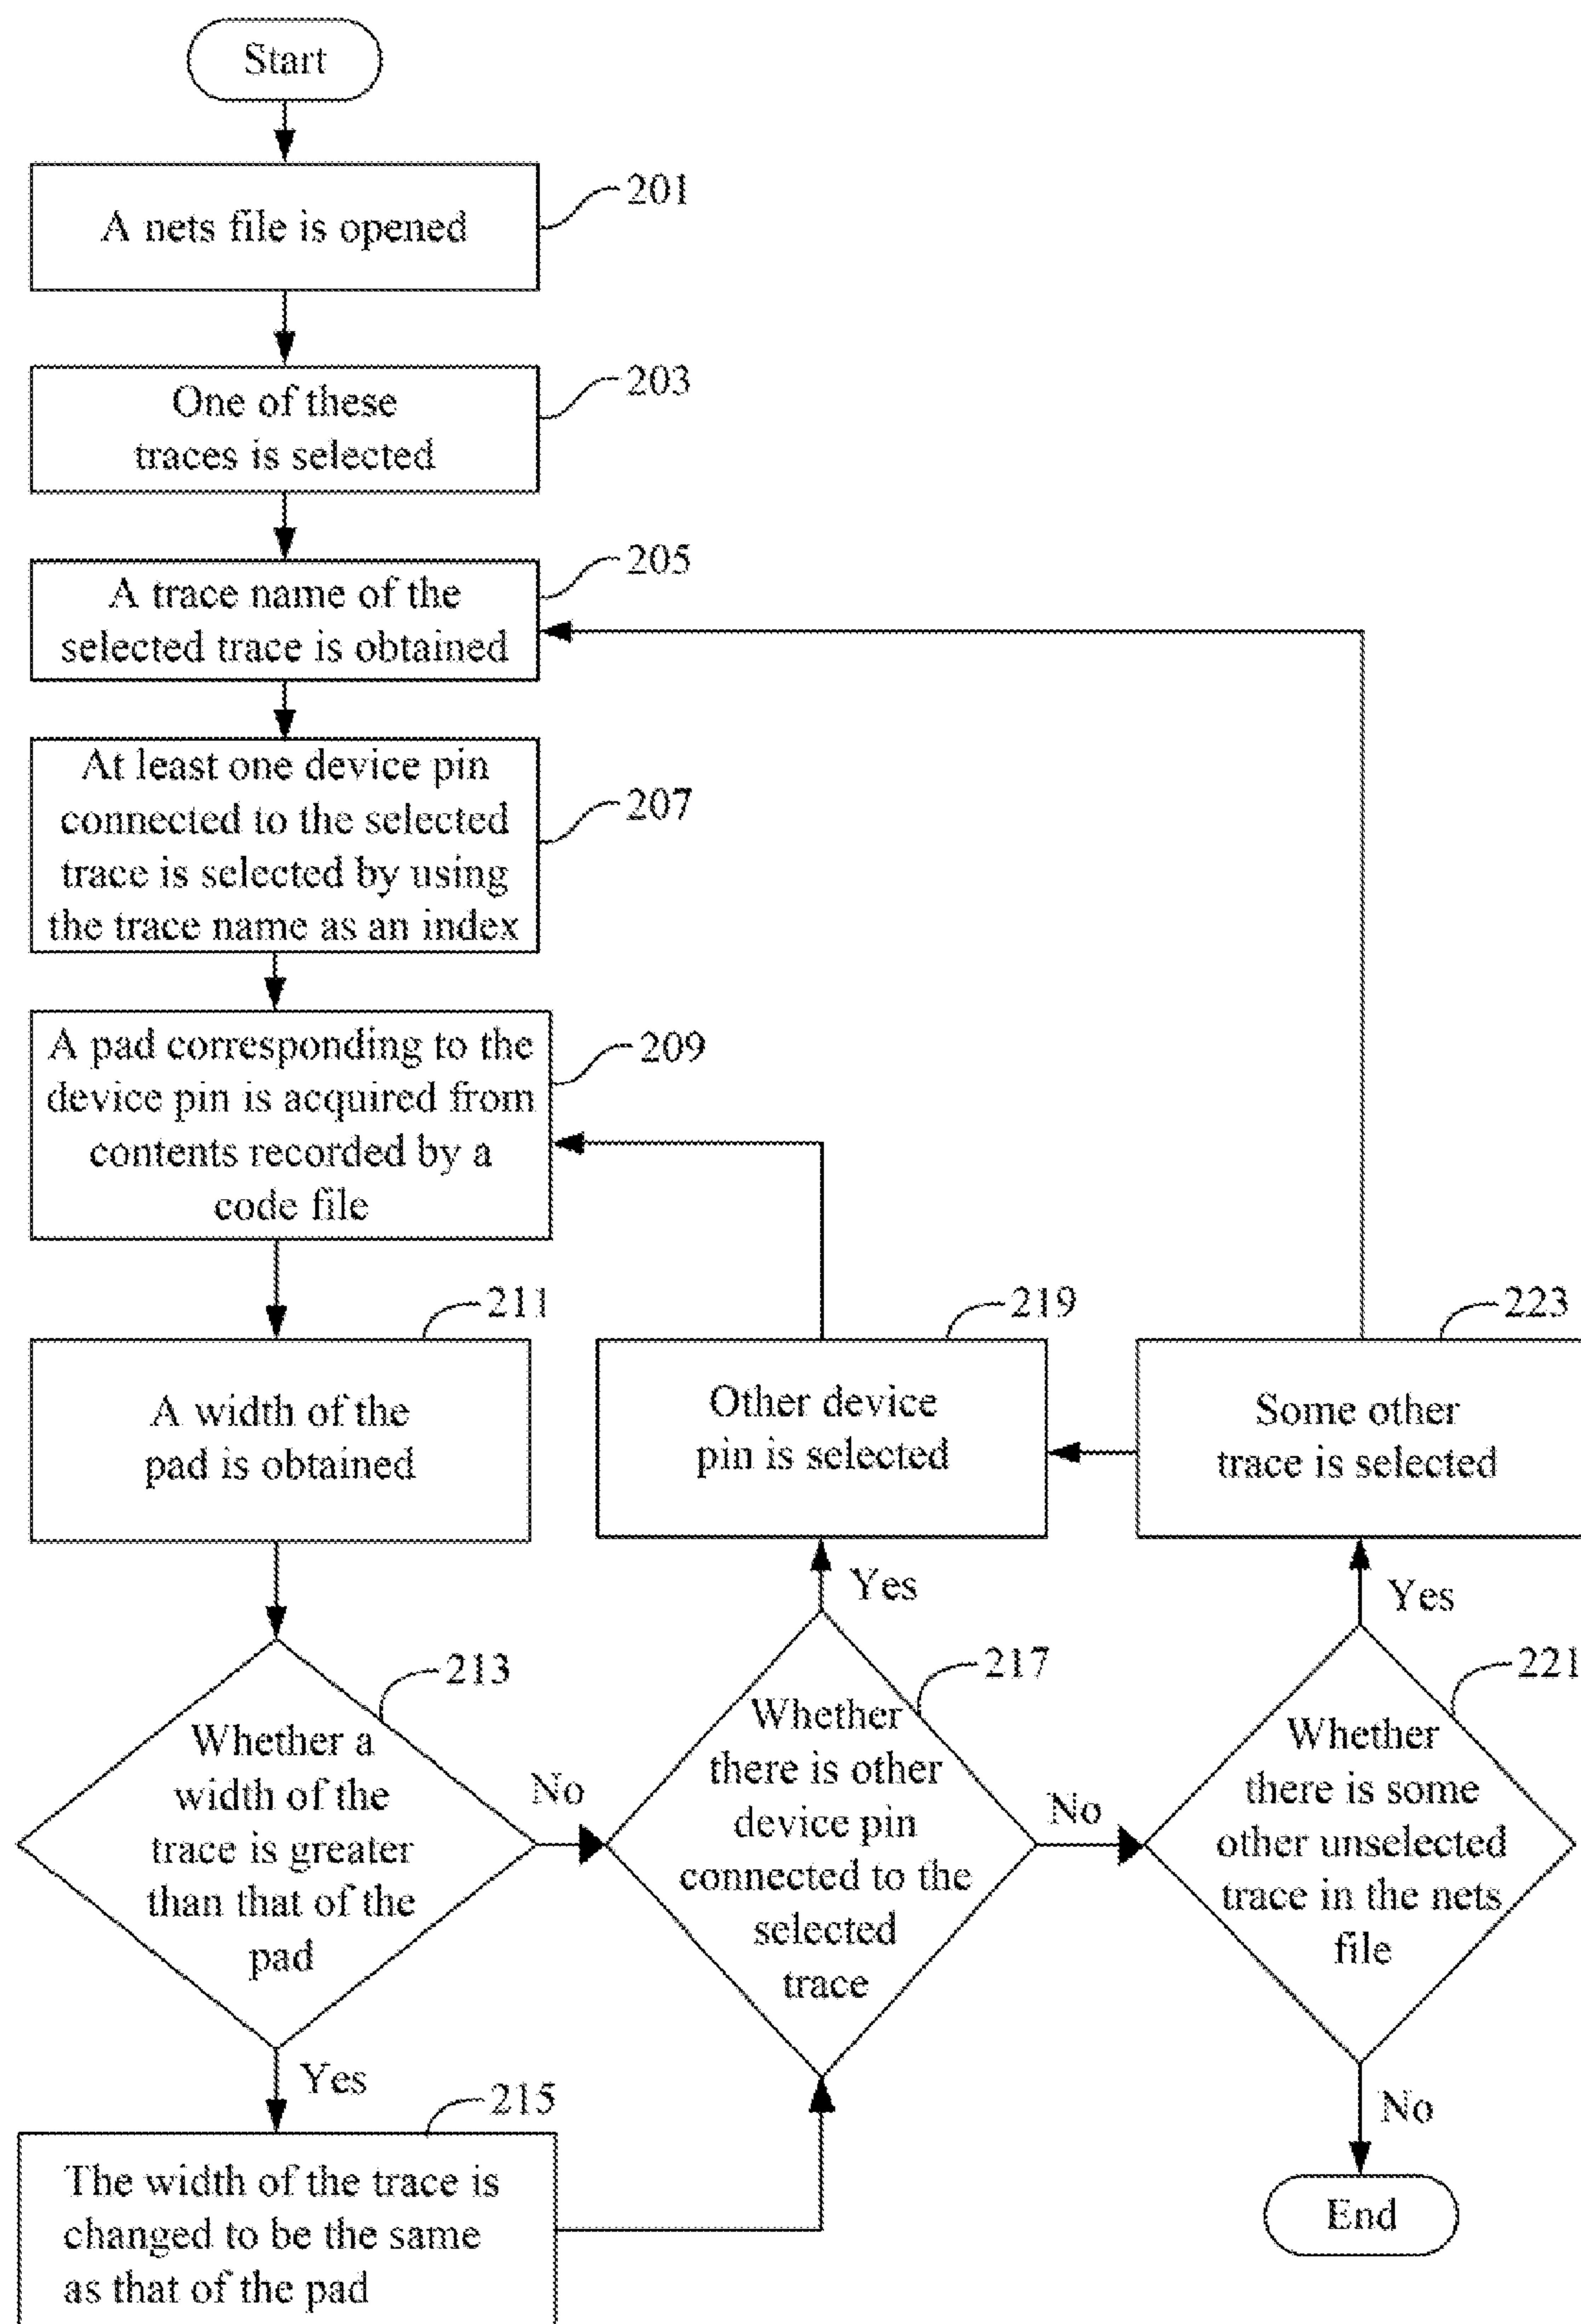 Start
A nets file is opened
201
One of these
traces is selected
203
A trace name of the
selected trace is obtained
205
At least one device pin
connected to the selected
trace is selected by using
the trace name as an index
207
A pad corresponding to the
device pin is acquired from
contents recorded by a
code file
209
211
A width of the
pad is obtained
219
Other device
pin is selected
223
Some other
trace is selected
Yes
Yes
213
Whether a
width of the
trace is greater
than that of the
pad
No
217
Whether
there is other
device pin
connected to the
selected
trace
No
221
Whether
there is some
other unselected
trace in the nets
file
Yes
215
The width of the trace is
changed to be the same
as that of the pad
No
End